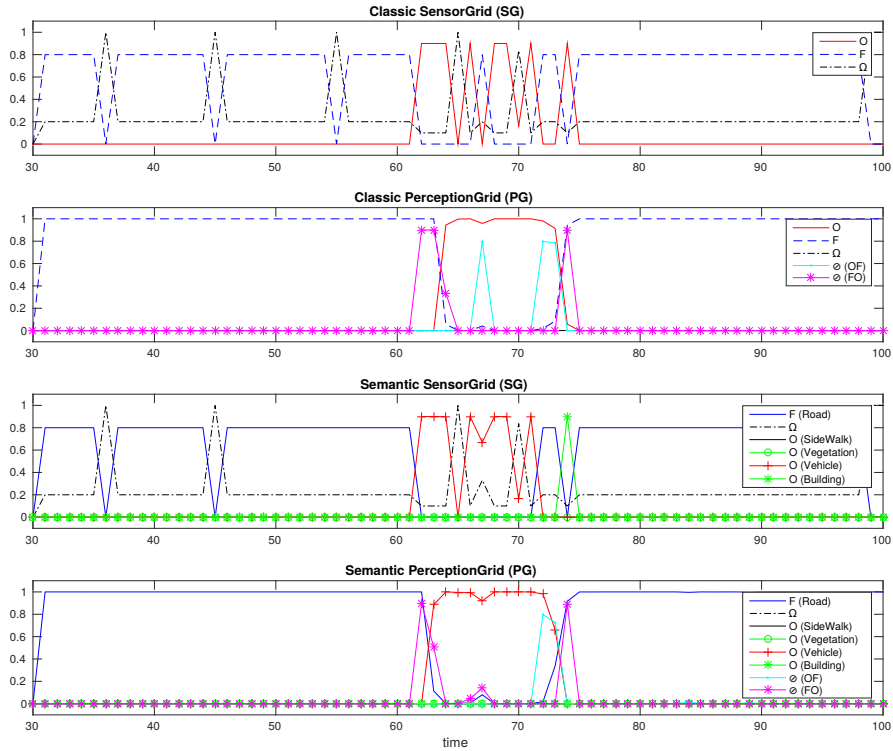 Classic SensorGrid (SG)
1
0.8
0.6
0.4
0.2
0
30 40 50 60 70 80 90 100
O
F
Ω
Classic PerceptionGrid (PG)
1
0.8
0.6
0.4
0.2
0
30 40 50 60 70 80 90 100
O
F
Ω
⊘ (OF)
⊘ (FO)
Semantic SensorGrid (SG)
1
0.8
0.6
0.4
0.2
0
30 40 50 60 70 80 90 100
F (Road)
Ω
O (SideWalk)
O (Vegetation)
O (Vehicle)
O (Building)
Semantic PerceptionGrid (PG)
1
0.8
0.6
0.4
0.2
0
30 40 50 60 70 80 90 100
F (Road)
Ω
O (SideWalk)
O (Vegetation)
O (Vehicle)
O (Building)
⊘ (OF)
⊘ (FO)
time